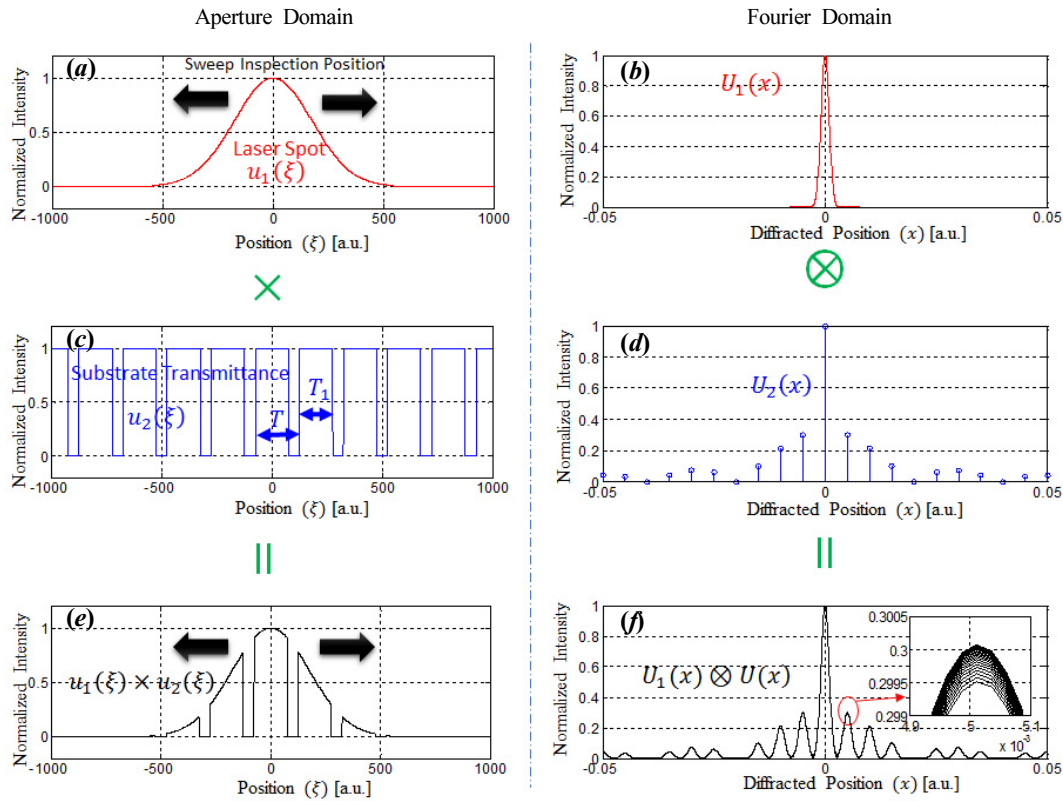 Aperture Domain
Fourier Domain
(a)
Sweep Inspection Position
Laser Spot
u₁(ξ)
Normalized Intensity
1
0.5
0
-1000
-500
0
500
1000
Position (ξ) [a.u.]
(b)
U₁(x)
Normalized Intensity
1
0.8
0.6
0.4
0.2
0
-0.05
0
0.05
Diffracted Position (x) [a.u.]
×
⊗
(c)
Substrate Transmittance
u₂(ξ)
T
T₁
Normalized Intensity
1
0.5
0
-1000
-500
0
500
1000
Position (ξ) [a.u.]
(d)
U₂(x)
Normalized Intensity
1
0.8
0.6
0.4
0.2
0
-0.05
0
0.05
Diffracted Position (x) [a.u.]
=
=
(e)
u₁(ξ) × u₂(ξ)
Normalized Intensity
1
0.5
0
-1000
-500
0
500
1000
Position (ξ) [a.u.]
(f)
U₁(x) ⊗ U(x)
Normalized Intensity
1
0.8
0.6
0.4
0.2
0
-0.05
0
0.05
Diffracted Position (x) [a.u.]
0.3005
0.3
0.2995
0.299
4.9
5
5.1
x 10⁻³